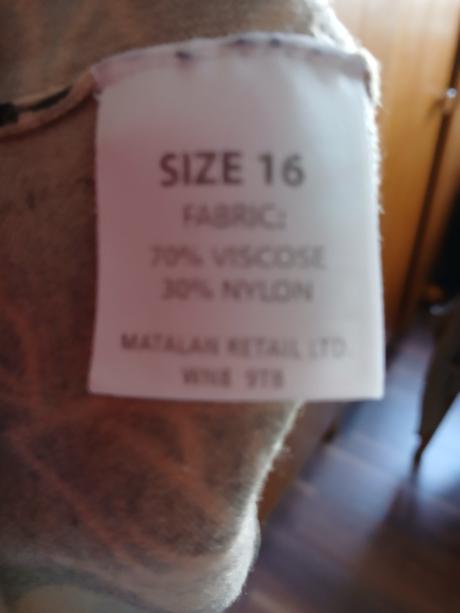 SIZE 16
FABRIC:
70% VISCOSE
30% NYLON
MATALAN RETAIL LTD.
WN8 9TB